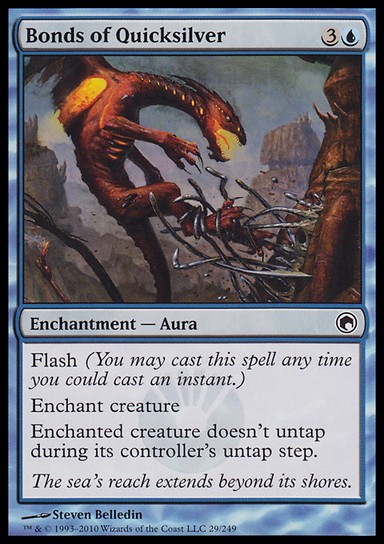 Bonds of Quicksilver 3
Enchantment — Aura
Flash (You may cast this spell any time
you could cast an instant.)
Enchant creature
Enchanted creature doesn't untap
during its controller's untap step.
The sea's reach extends beyond its shores.
Steven Belledin
™ & © 1993–2010 Wizards of the Coast LLC 29/249